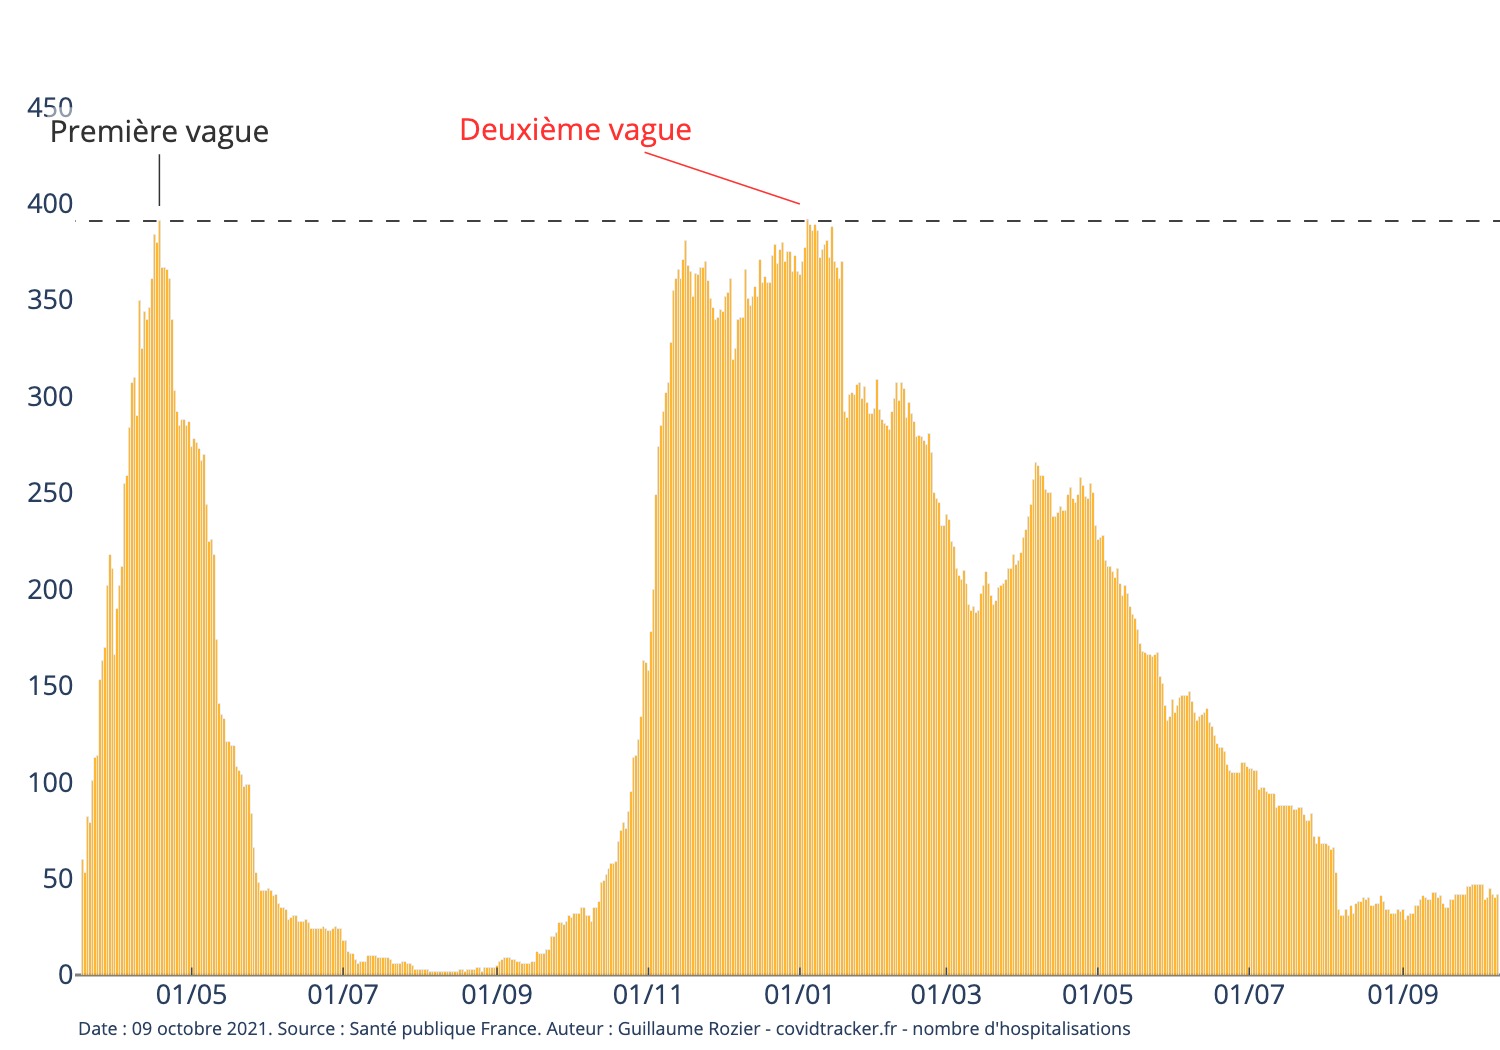 450
Première vague
Deuxième vague
400
350
300
250
200
150
100
50
0
01/05 01/07 01/09 01/11 01/01 01/03 01/05 01/07 01/09
Date : 09 octobre 2021. Source : Santé publique France. Auteur : Guillaume Rozier - covidtracker.fr - nombre d'hospitalisations